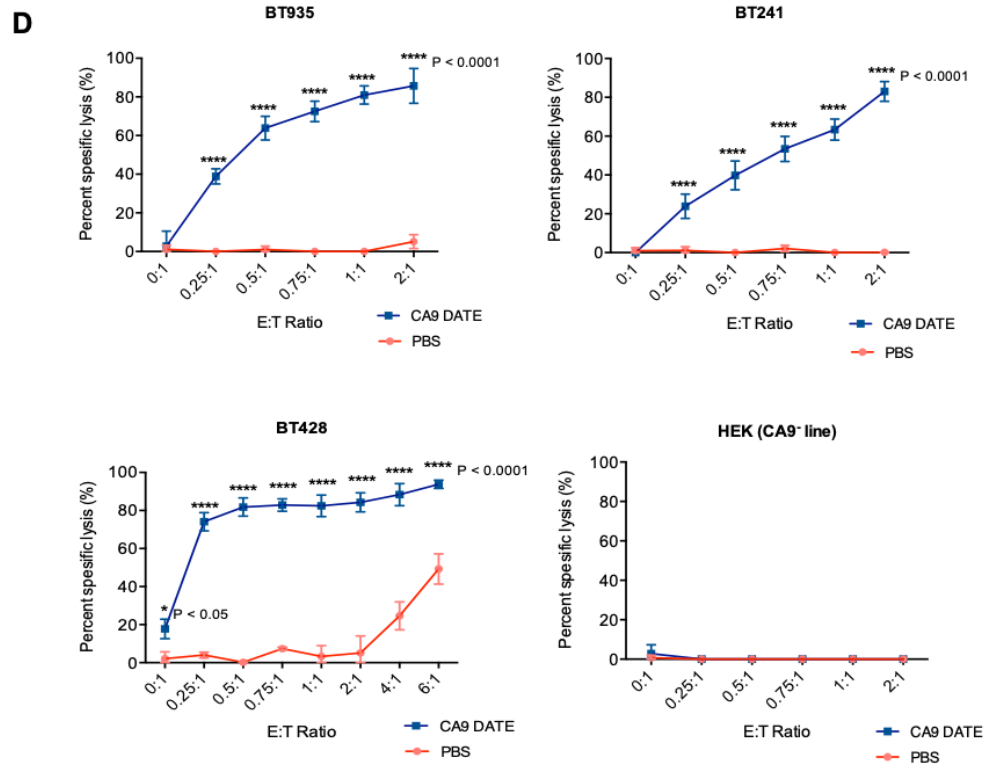 D
BT935
Percent spesific lysis (%)
100
80
60
40
20
0
**** **** **** **** **** P < 0.0001
0:1 0.25:1 0.5:1 0.75:1 1:1 2:1
E:T Ratio
CA9 DATE
PBS
BT241
Percent spesific lysis (%)
100
80
60
40
20
0
**** **** **** **** **** P < 0.0001
0:1 0.25:1 0.5:1 0.75:1 1:1 2:1
E:T Ratio
CA9 DATE
PBS
BT428
Percent spesific lysis (%)
100
80
60
40
20
0
* P < 0.05
**** **** **** **** **** **** **** P < 0.0001
0:1 0.25:1 0.5:1 0.75:1 1:1 2:1 4:1 6:1
E:T Ratio
CA9 DATE
PBS
HEK (CA9⁻ line)
Percent spesific lysis (%)
100
80
60
40
20
0
0:1 0.25:1 0.5:1 0.75:1 1:1 2:1
E:T Ratio
CA9 DATE
PBS